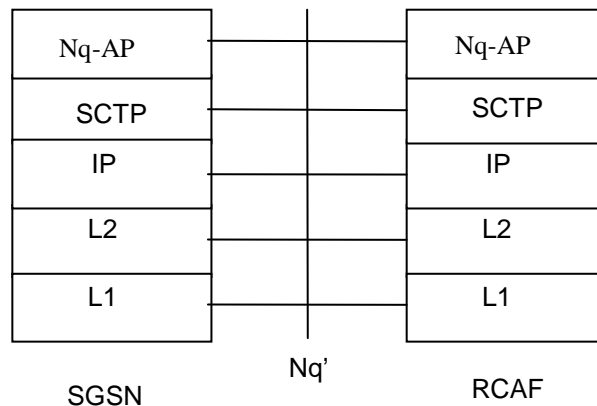 Nq-AP Nq-AP
SCTP SCTP
IP IP
L2 L2
L1 L1
Nq'
SGSN RCAF